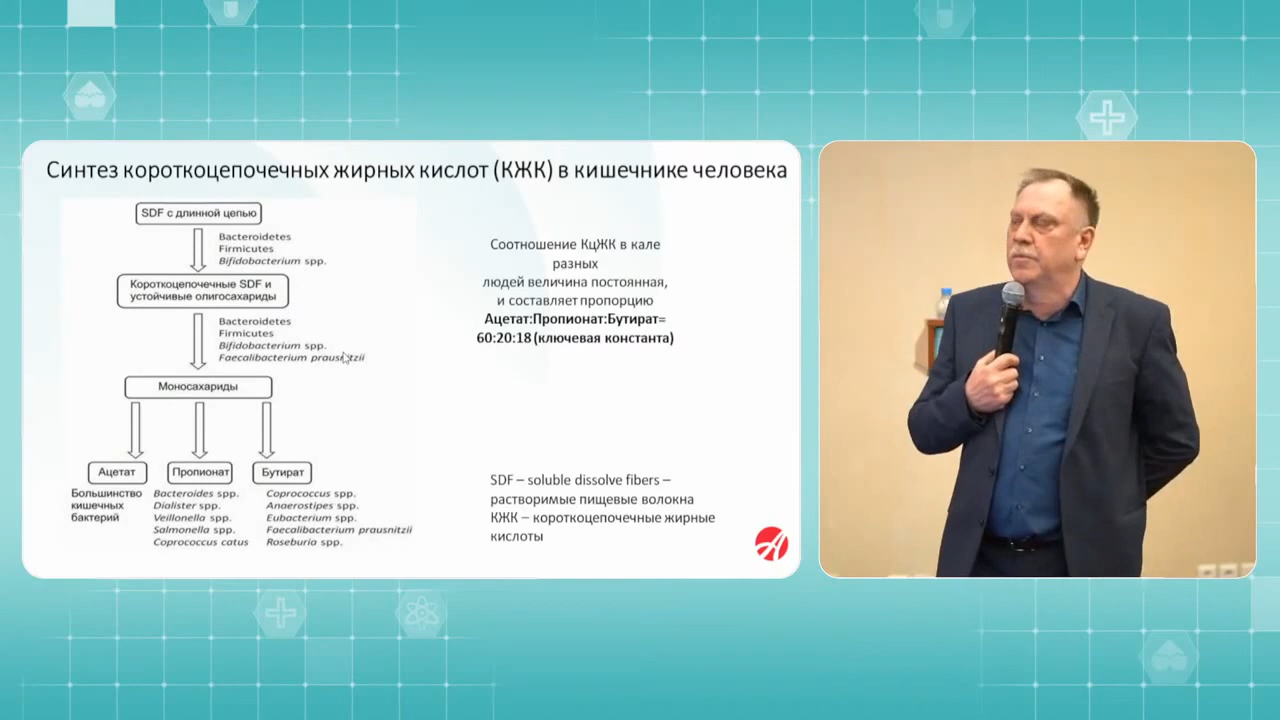 Синтез короткоцепочечных жирных кислот (КЖК) в кишечнике человека
SDF с длинной цепью
Bacteroidetes
Firmicutes
Bifidobacterium spp.
Короткоцепочечные SDF и
устойчивые олигосахариды
Bacteroidetes
Firmicutes
Bifidobacterium spp.
Faecalibacterium prausnitzii
Моносахариды
Ацетат
Пропионат
Бутират
Большинство
кишечных
бактерий
Bacteroides spp.
Dialister spp.
Veillonella spp.
Salmonella spp.
Coprococcus catus
Coprococcus spp.
Anaerostipes spp.
Eubacterium spp.
Faecalibacterium prausnitzii
Roseburia spp.
Соотношение КцЖК в кале
разных
людей величина постоянная,
и составляет пропорцию
Ацетат:Пропионат:Бутират=
60:20:18 (ключевая константа)
SDF – soluble dissolve fibers –
растворимые пищевые волокна
КЖК – короткоцепочечные жирные
кислоты